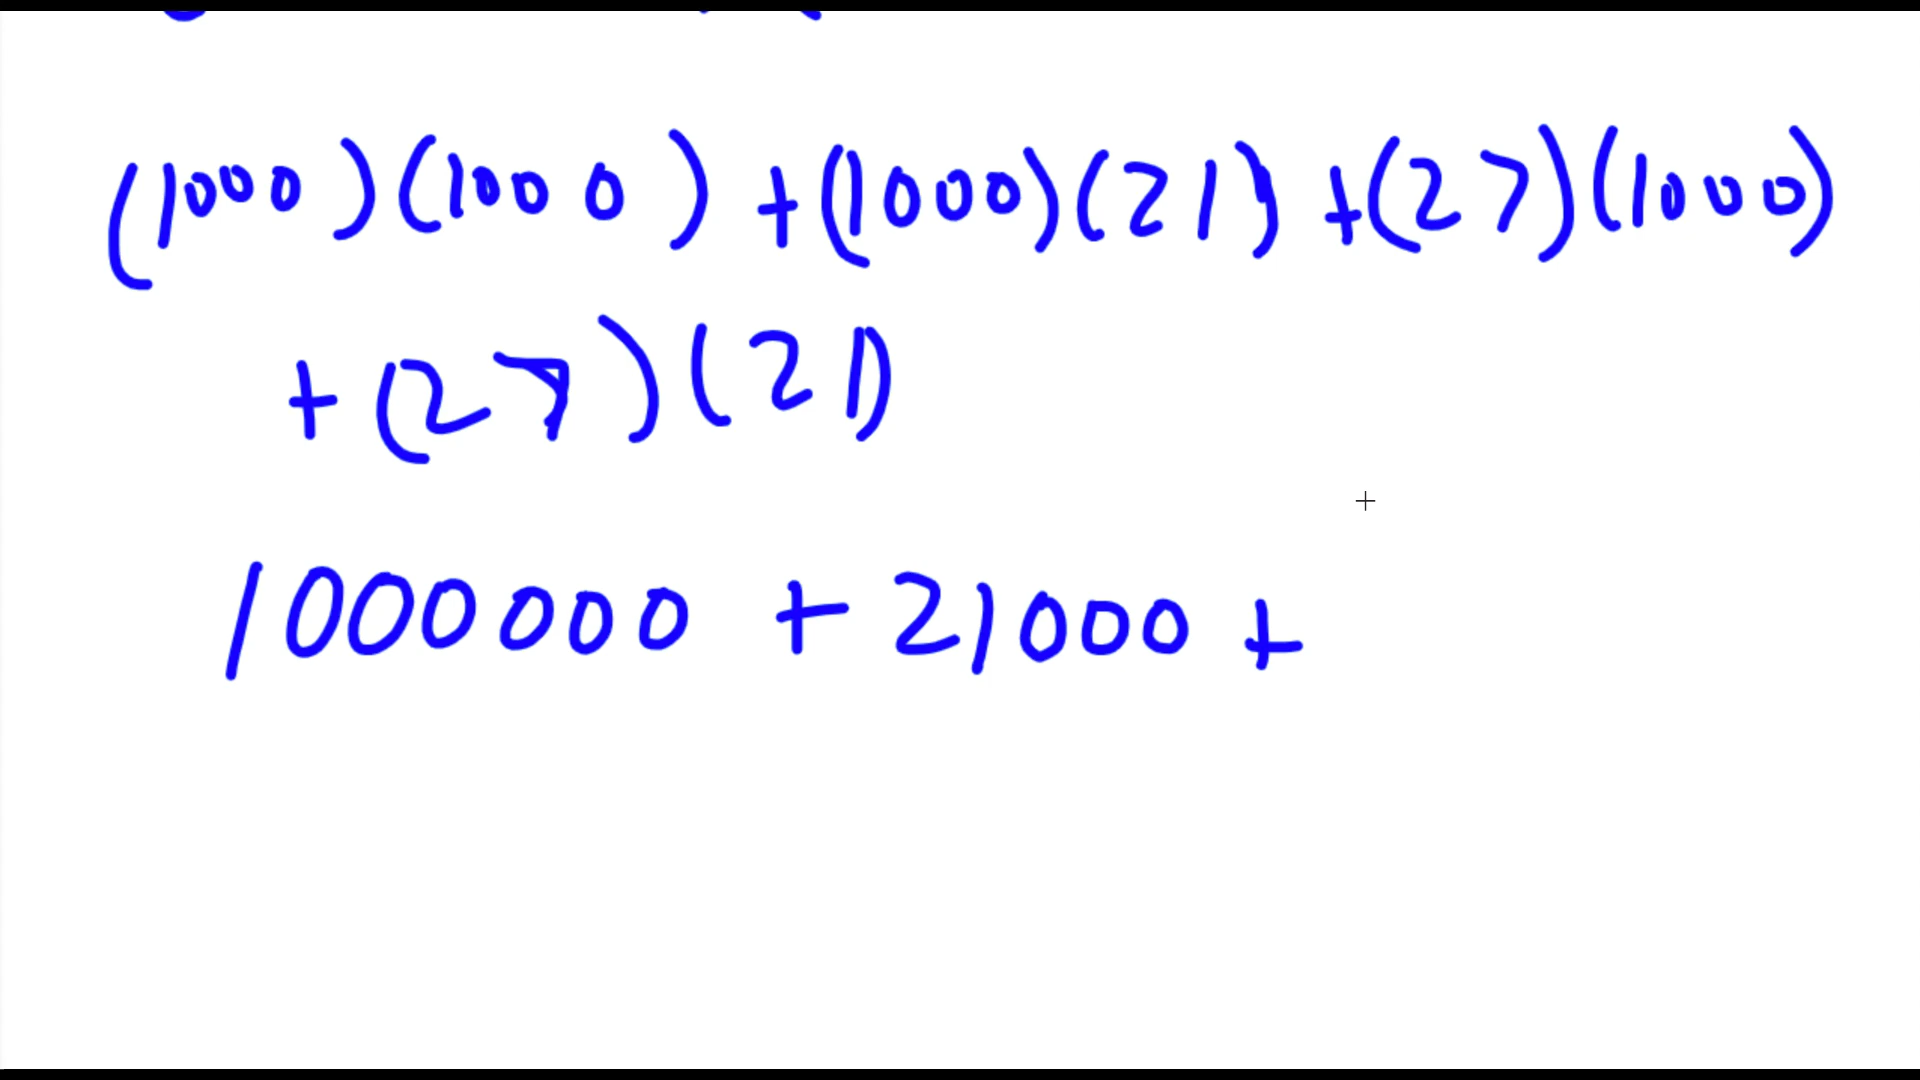 (1000)(1000) + (1000)(21) + (27)(1000)
+ (27)(21)
1000000 + 21000 +